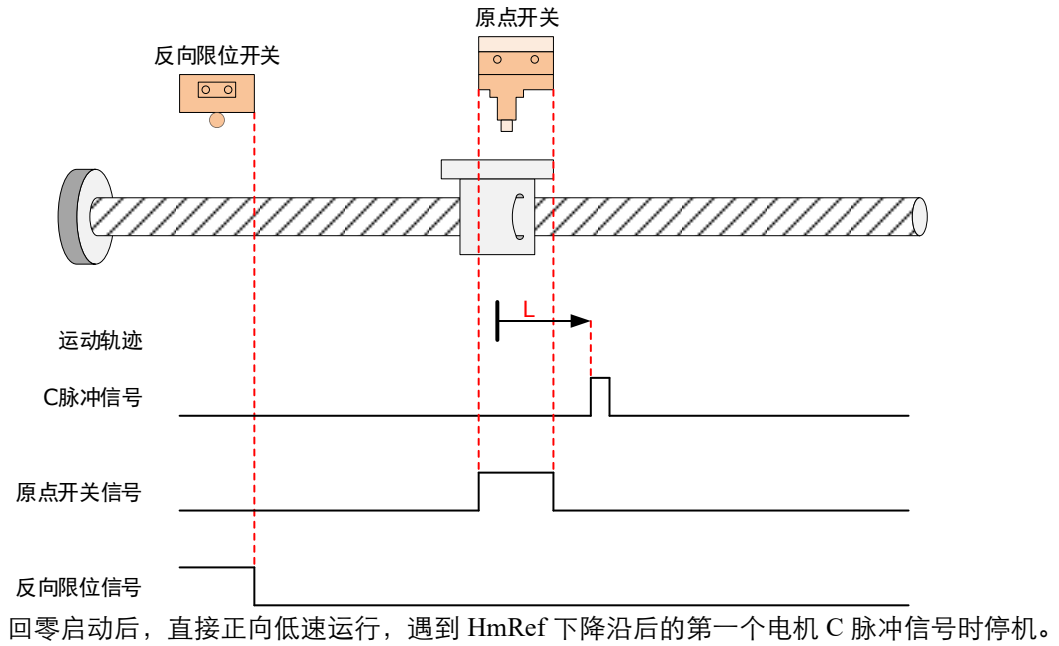 原点开关
反向限位开关
L
运动轨迹
C脉冲信号
原点开关信号
反向限位信号
回零启动后，直接正向低速运行，遇到 HmRef 下降沿后的第一个电机 C 脉冲信号时停机。